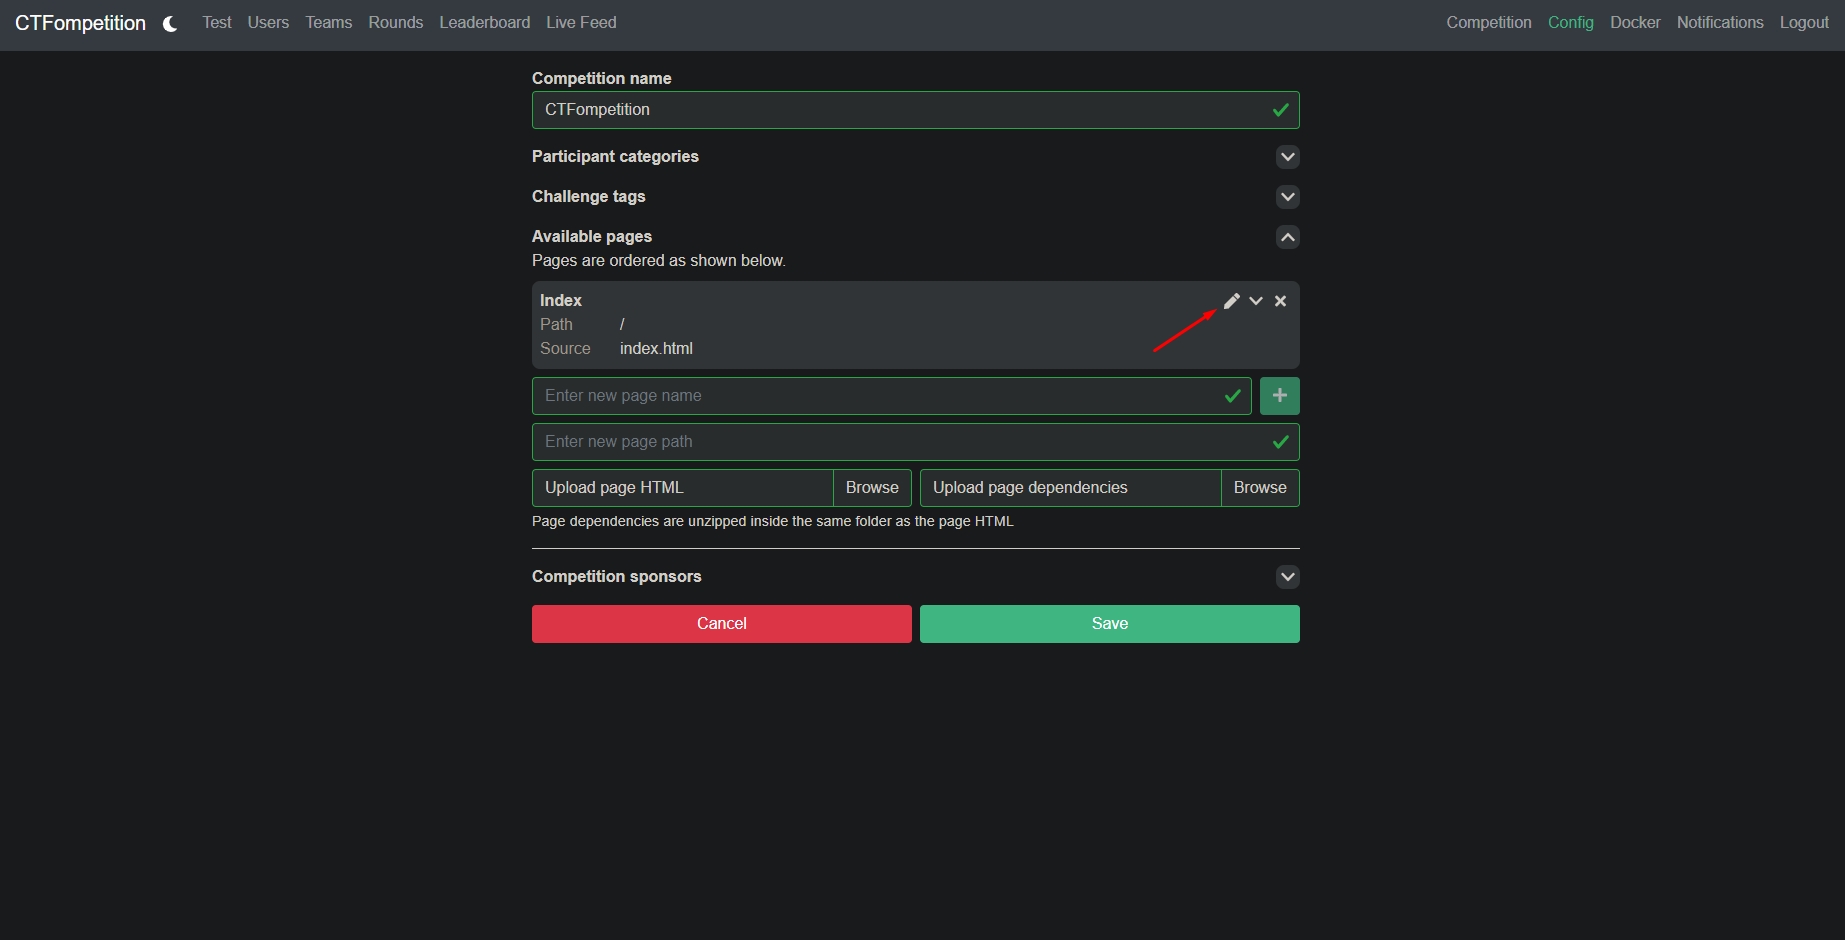 CTFompetition Test Users Teams Rounds Leaderboard Live Feed Competition Config Docker Notifications Logout
Competition name
CTFompetition
Participant categories
Challenge tags
Available pages
Pages are ordered as shown below.
Index
Path /
Source index.html
Enter new page name
Enter new page path
Upload page HTML Browse Upload page dependencies Browse
Page dependencies are unzipped inside the same folder as the page HTML
Competition sponsors
Cancel Save